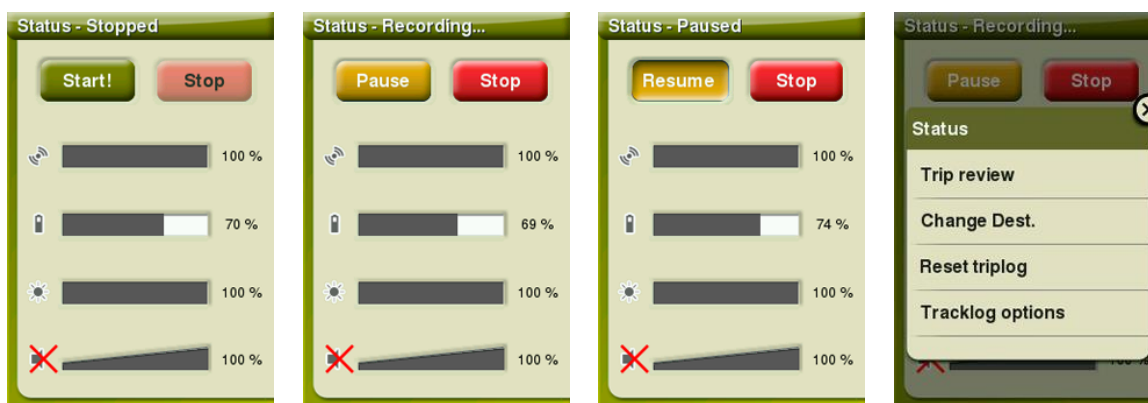 Status - Stopped
Start! Stop
100 %
70 %
100 %
100 %
Status - Recording...
Pause Stop
100 %
69 %
100 %
100 %
Status - Paused
Resume Stop
100 %
74 %
100 %
100 %
Status - Recording...
Pause Stop
Status
Trip review
Change Dest.
Reset triplog
Tracklog options